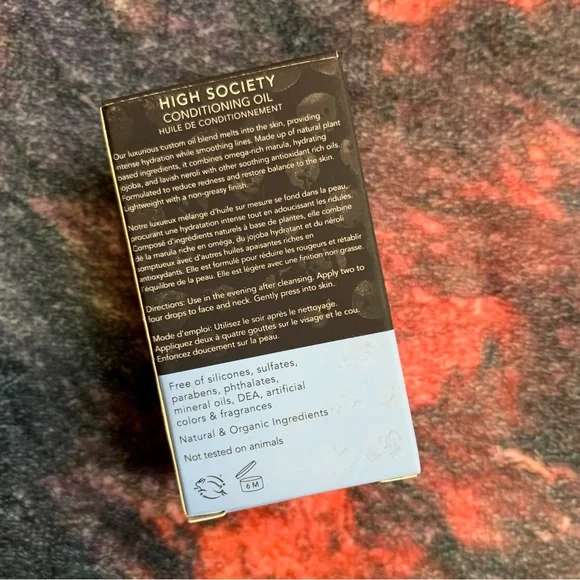 HIGH SOCIETY
CONDITIONING OIL
HUILE DE CONDITIONNEMENT
Our luxurious custom oil blend melts into the skin, providing
intense hydration while smoothing lines. Made up of natural plant
based ingredients, it combines omega-rich marula, hydrating
jojoba, and lavish neroli with other soothing antioxidant rich oils.
Formulated to reduce redness and restore balance to the skin.
Lightweight with a non-greasy finish.
Notre luxueux mélange d'huile sur mesure se fond dans la peau,
procurant une hydratation intense tout en adoucissant les ridules.
Composé d'ingrédients naturels à base de plantes, elle combine
de la marula riche en oméga, du jojoba hydratant et du néroli
somptueux avec d'autres huiles apaisantes riches en
antioxydants. Elle est formulé pour réduire les rougeurs et rétablir
l'équilibre de la peau. Elle est légère avec une finition non grasse.
Directions: Use in the evening after cleansing. Apply two to
four drops to face and neck. Gently press into skin.
Mode d'emploi: Utilisez le soir après le nettoyage.
Appliquez deux à quatre gouttes sur le visage et le cou.
Enfoncez doucement sur la peau.
Free of silicones, sulfates,
parabens, phthalates,
mineral oils, DEA, artificial
colors & fragrances
Natural & Organic Ingredients
Not tested on animals
6 M